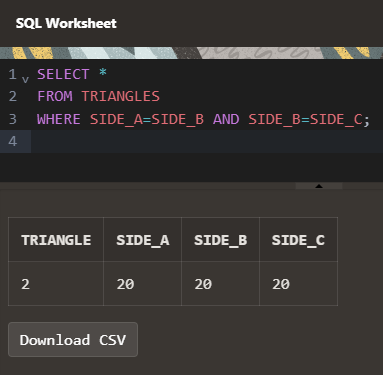 SQL Worksheet
1 SELECT *
2 FROM TRIANGLES
3 WHERE SIDE_A=SIDE_B AND SIDE_B=SIDE_C;
4
TRIANGLE SIDE_A SIDE_B SIDE_C
2 20 20 20
Download CSV